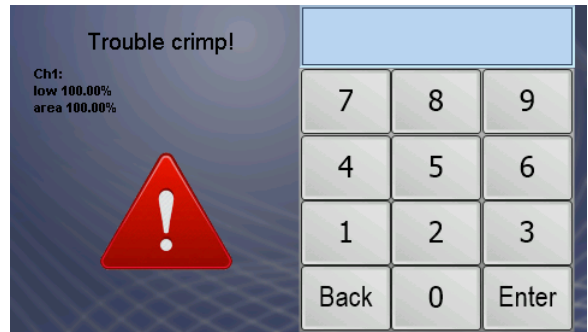 Trouble crimp!
Ch1:
low 100.00%
area 100.00%
!
7 8 9
4 5 6
1 2 3
Back 0 Enter